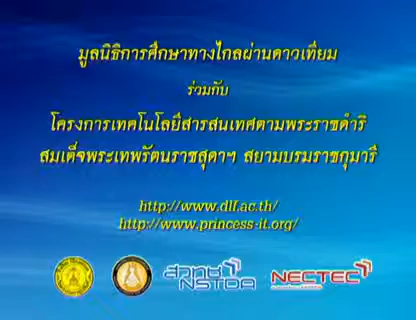 มูลนิธิการศึกษาทางไกลผ่านดาวเทียม
ร่วมกับ
โครงการเทคโนโลยีสารสนเทศตามพระราชดำริ
สมเด็จพระเทพรัตนราชสุดาฯ สยามบรมราชกุมารี
http://www.dlf.ac.th/
http://www.princess-it.org/
สวทช NECTEC
NSTDA